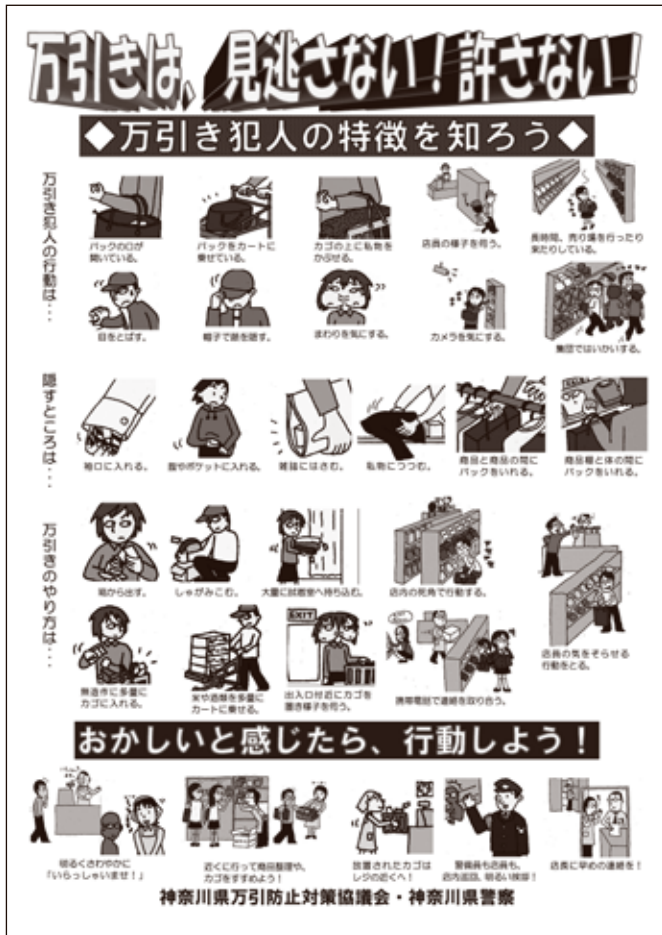 万引きは、見逃さない！許さない！
◆万引き犯人の特徴を知ろう◆
万引き犯人の行動は…
バックの口が
開いている。
バックをカートに
乗せている。
カゴの上に私物を
かぶせる。
店員の様子を伺う。
長時間、売り場を行ったり
来たりしている。
目をとばす。
帽子で顔を隠す。
まわりを気にする。
カメラを気にする。
集団ではいかいする。
隠すところは…
袖口に入れる。
腹やポケットに入れる。
雑誌にはさむ。
私物につつむ。
商品と商品の間に
バックをいれる。
商品棚と体の間に
バックをいれる。
万引きのやり方は…
箱から出す。
しゃがみこむ。
大量に試着室へ持ち込む。
店内の死角で行動する。
店員の気をそらせる
行動をとる。
無造作に多量に
カゴに入れる。
米や酒類を多量に
カートに乗せる。
EXIT
出入口付近にカゴを
置き様子を伺う。
携帯電話で連絡を取り合う。
おかしいと感じたら、行動しよう！
明るくさわやかに
「いらっしゃいませ！」
近くに行って商品整理や、
カゴをすすめよう！
放置されたカゴは
レジの近くへ！
警備員も店員も、
店内巡回、明るい挨拶！
店長に早めの連絡を！
神奈川県万引防止対策協議会・神奈川県警察